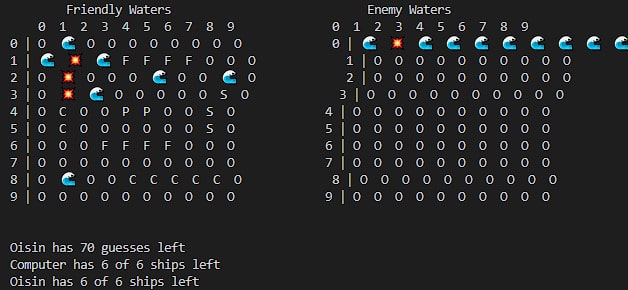 Friendly Waters Enemy Waters
0 1 2 3 4 5 6 7 8 9 0 1 2 3 4 5 6 7 8 9
0 | O 🌊 O O O O O O O O 0 | 🌊 💥 🌊 🌊 🌊 🌊 🌊 🌊 🌊 🌊
1 | 🌊 💥 🌊 F F F F O O O 1 | O O O O O O O O O O
2 | O 💥 O O O 🌊 O O 🌊 O 2 | O O O O O O O O O O
3 | O 💥 🌊 O O O O O S O 3 | O O O O O O O O O O
4 | O C O O P P O O S O 4 | O O O O O O O O O O
5 | O C O O O O O O S O 5 | O O O O O O O O O O
6 | O O O F F F F O O O 6 | O O O O O O O O O O
7 | O O O O O O O O O O 7 | O O O O O O O O O O
8 | O 🌊 O O C C C C C O 8 | O O O O O O O O O O
9 | O O O O O O O O O O 9 | O O O O O O O O O O
Oisin has 70 guesses left
Computer has 6 of 6 ships left
Oisin has 6 of 6 ships left